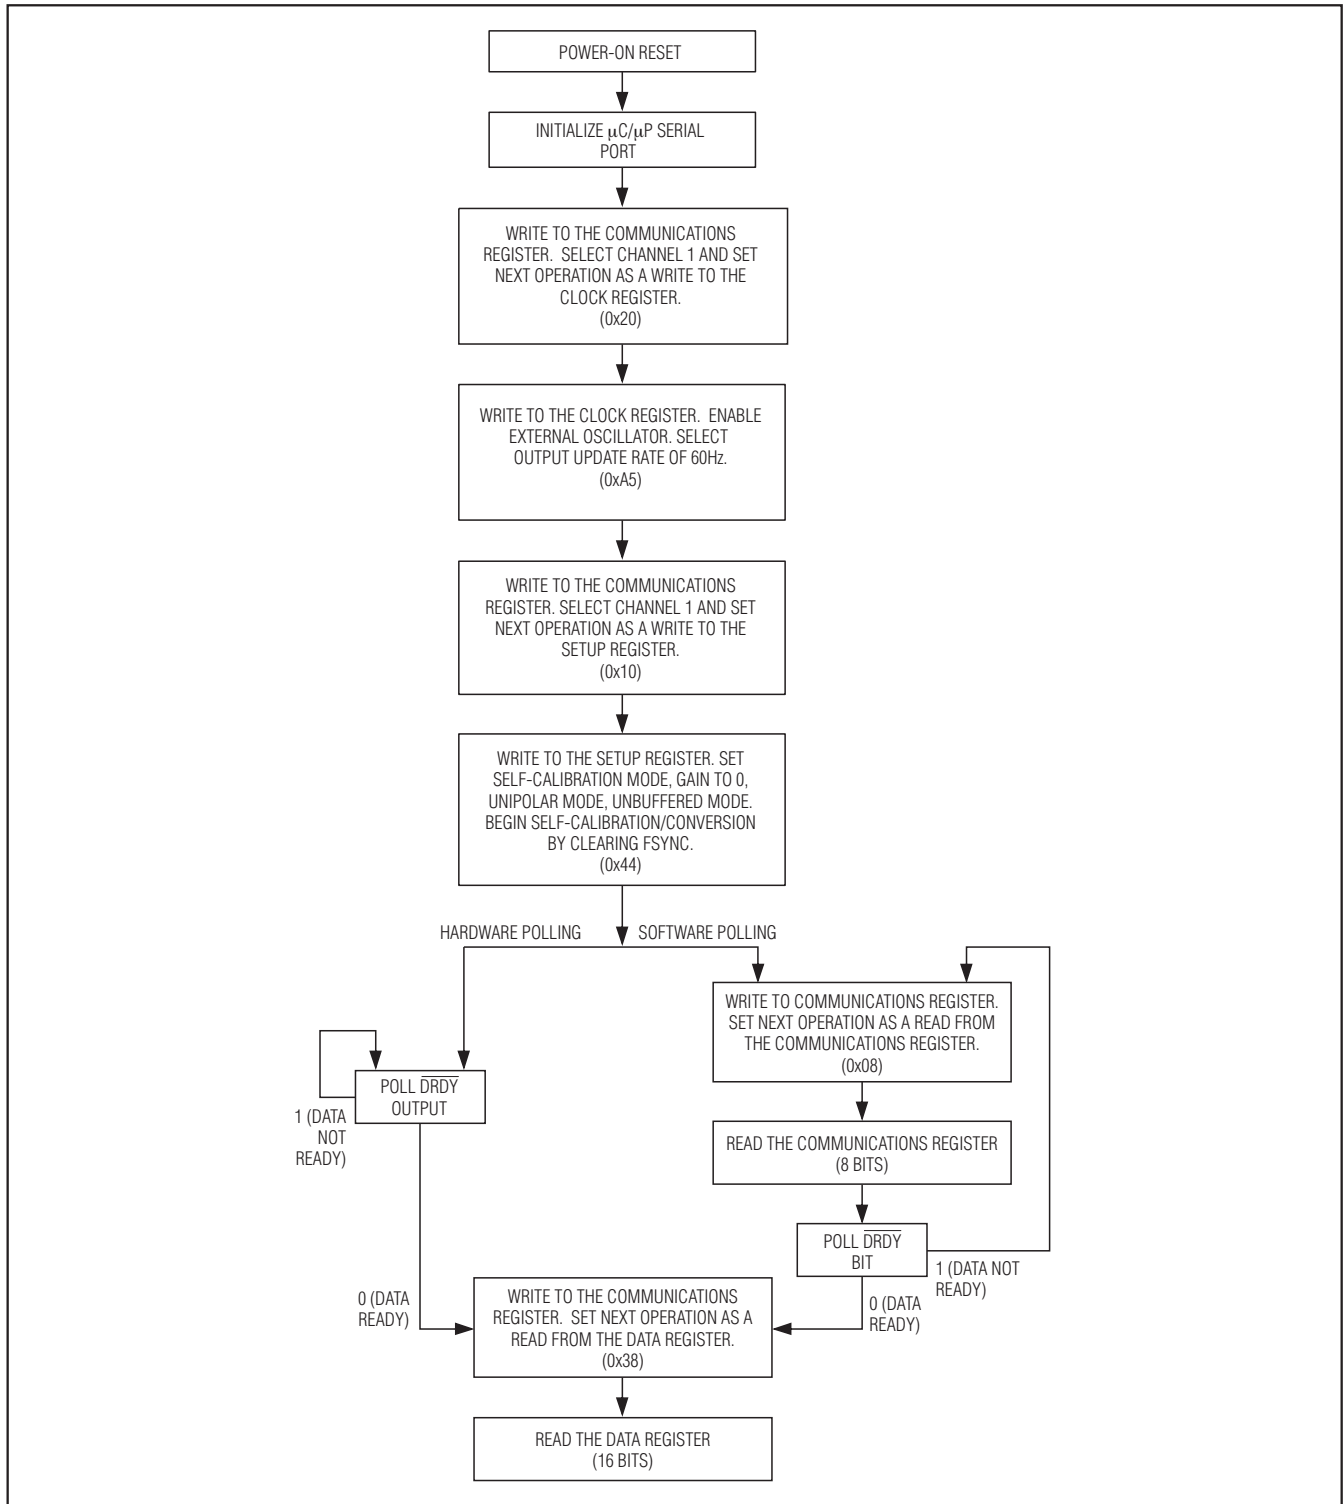 POWER-ON RESET
INITIALIZE μC/μP SERIAL
PORT
WRITE TO THE COMMUNICATIONS
REGISTER. SELECT CHANNEL 1 AND SET
NEXT OPERATION AS A WRITE TO THE
CLOCK REGISTER.
(0x20)
WRITE TO THE CLOCK REGISTER. ENABLE
EXTERNAL OSCILLATOR. SELECT
OUTPUT UPDATE RATE OF 60Hz.
(0xA5)
WRITE TO THE COMMUNICATIONS
REGISTER. SELECT CHANNEL 1 AND SET
NEXT OPERATION AS A WRITE TO THE
SETUP REGISTER.
(0x10)
WRITE TO THE SETUP REGISTER. SET
SELF-CALIBRATION MODE, GAIN TO 0,
UNIPOLAR MODE, UNBUFFERED MODE.
BEGIN SELF-CALIBRATION/CONVERSION
BY CLEARING FSYNC.
(0x44)
HARDWARE POLLING
SOFTWARE POLLING
POLL D̅R̅D̅Y̅
OUTPUT
1 (DATA
NOT
READY)
0 (DATA
READY)
WRITE TO COMMUNICATIONS REGISTER.
SET NEXT OPERATION AS A READ FROM
THE COMMUNICATIONS REGISTER.
(0x08)
READ THE COMMUNICATIONS REGISTER
(8 BITS)
POLL D̅R̅D̅Y̅
BIT
1 (DATA NOT
READY)
0 (DATA
READY)
WRITE TO THE COMMUNICATIONS
REGISTER. SET NEXT OPERATION AS A
READ FROM THE DATA REGISTER.
(0x38)
READ THE DATA REGISTER
(16 BITS)